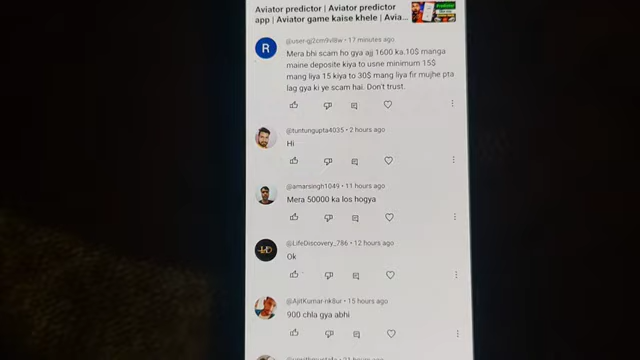 Aviator predictor | Aviator predictor
app | Aviator game kaise khele | Avia...
R
17 minutes ago
Mera bhi scam ho gya ajj 1600 ka.10$ manga
maine deposite kiya to usne minimum 15$
mang liya 15 kiya to 30$ mang liya fir mujhe pta
lag gya ki ye scam hai. Don't trust.
@tuntungupta4035 • 2 hours ago
Hi
@amarsingh1049 • 11 hours ago
Mera 50000 ka los hogya
@LifeDiscovery_786 • 12 hours ago
Ok
@AjitKumar-nk8ur • 15 hours ago
900 chla gya abhi